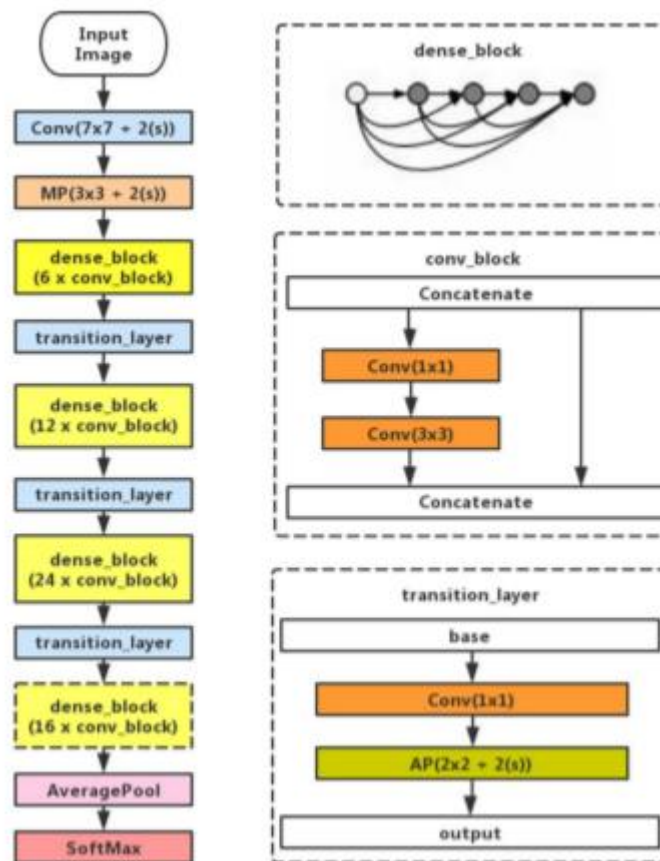 Input
Image
Conv(7x7 + 2(s))
MP(3x3 + 2(s))
dense_block
(6 x conv_block)
transition_layer
dense_block
(12 x conv_block)
transition_layer
dense_block
(24 x conv_block)
transition_layer
dense_block
(16 x conv_block)
AveragePool
SoftMax
dense_block
conv_block
Concatenate
Conv(1x1)
Conv(3x3)
Concatenate
transition_layer
base
Conv(1x1)
AP(2x2 + 2(s))
output